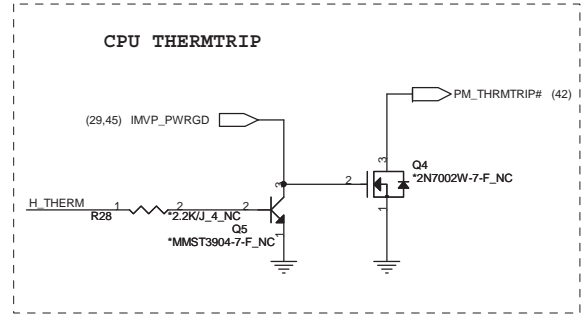 CPU THERMTRIP
PM_THRMTRIP# (42)
(29,45) IMVP_PWRGD
3
3
Q4
*2N7002W-7-F_NC
2
H_THERM
1
2
2
R28
*2.2K/J_4_NC
Q5
*MMST3904-7-F_NC
1
1